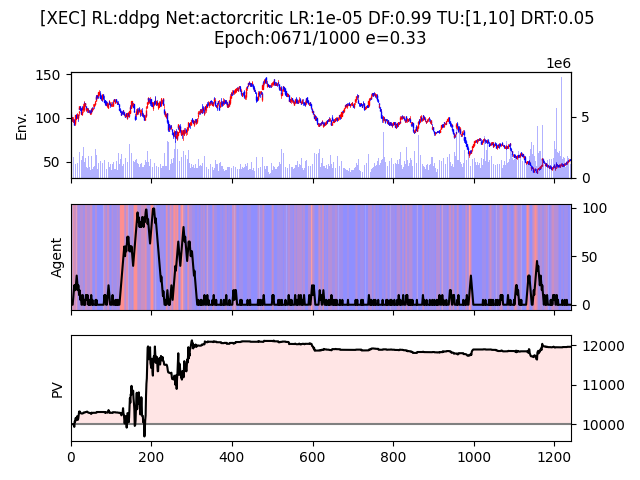 [XEC] RL:ddpg Net:actorcritic LR:1e-05 DF:0.99 TU:[1,10] DRT:0.05
Epoch:0671/1000 e=0.33
1e6
150
100
50
Env.
5
0
Agent
100
50
0
PV
12000
11000
10000
0 200 400 600 800 1000 1200